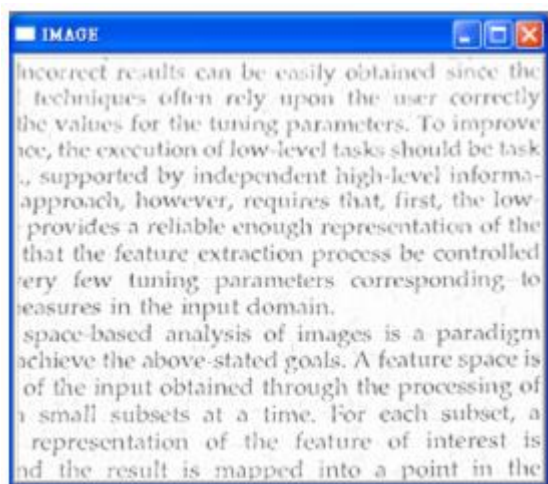 IMAGE
Incorrect results can be easily obtained since the
techniques often rely upon the user correctly
the values for the tuning parameters. To improve
nce, the execution of low-level tasks should be task
., supported by independent high-level informa-
approach, however, requires that, first, the low-
provides a reliable enough representation of the
that the feature extraction process be controlled
very few tuning parameters corresponding to
measures in the input domain.
space-based analysis of images is a paradigm
achieve the above-stated goals. A feature space is
of the input obtained through the processing of
small subsets at a time. For each subset, a
representation of the feature of interest is
nd the result is mapped into a point in the